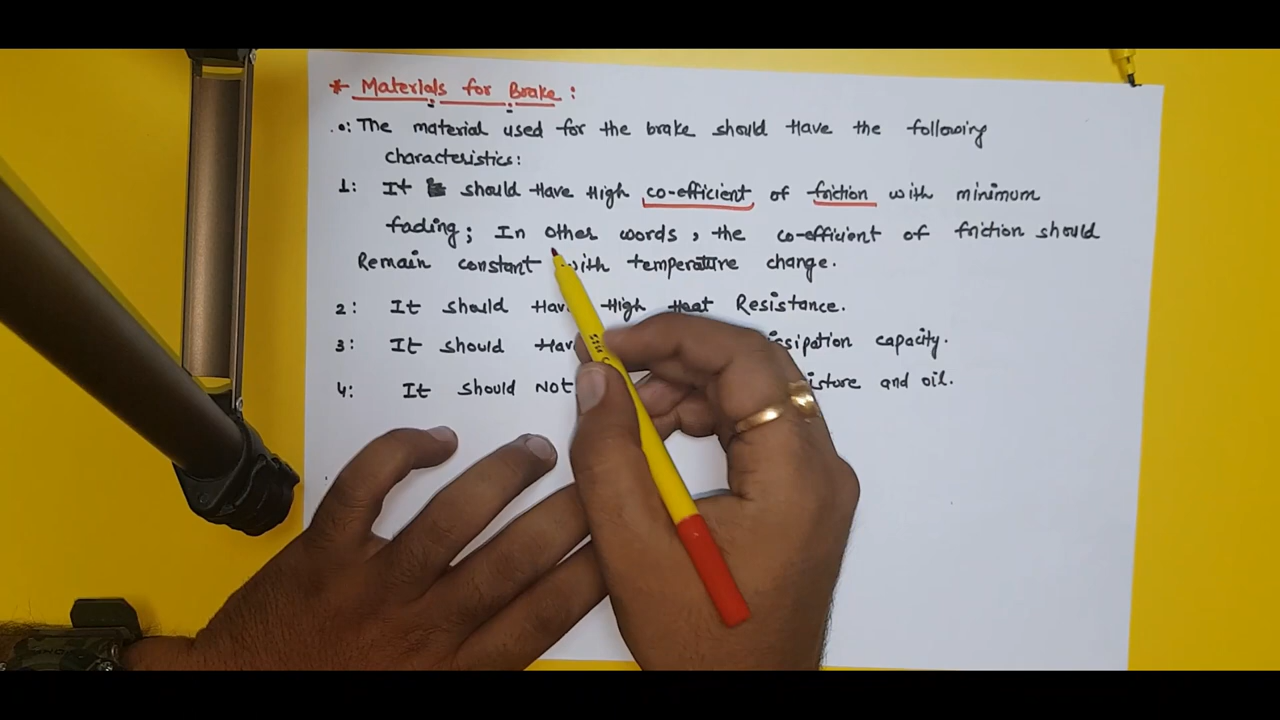 * Materials for Brake :
.o: The material used for the brake should Have the following
characteristics:
1: It should Have High co-efficient of friction with minimum
fading; In other words, the co-efficient of friction should
Remain constant with temperature change.
2: It should Have High Heat Resistance.
3: It should Have capacity.
4: It should Not and oil.